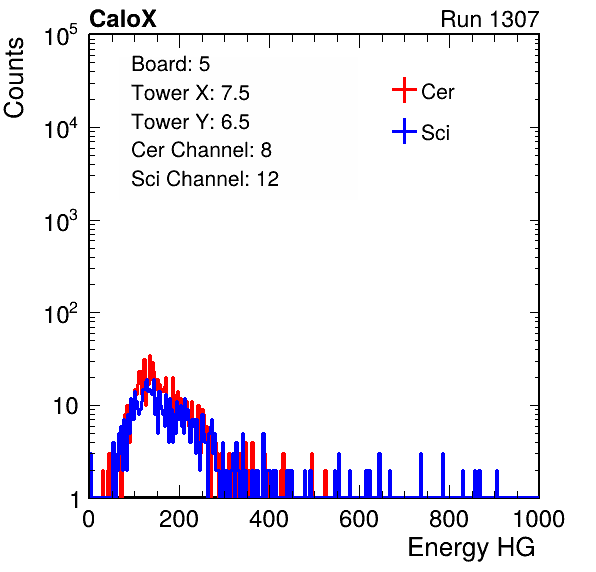 CaloX Run 1307
Counts
10^5
10^4
10^3
10^2
10
1
Board: 5
Tower X: 7.5
Tower Y: 6.5
Cer Channel: 8
Sci Channel: 12
Cer
Sci
0 200 400 600 800 1000
Energy HG